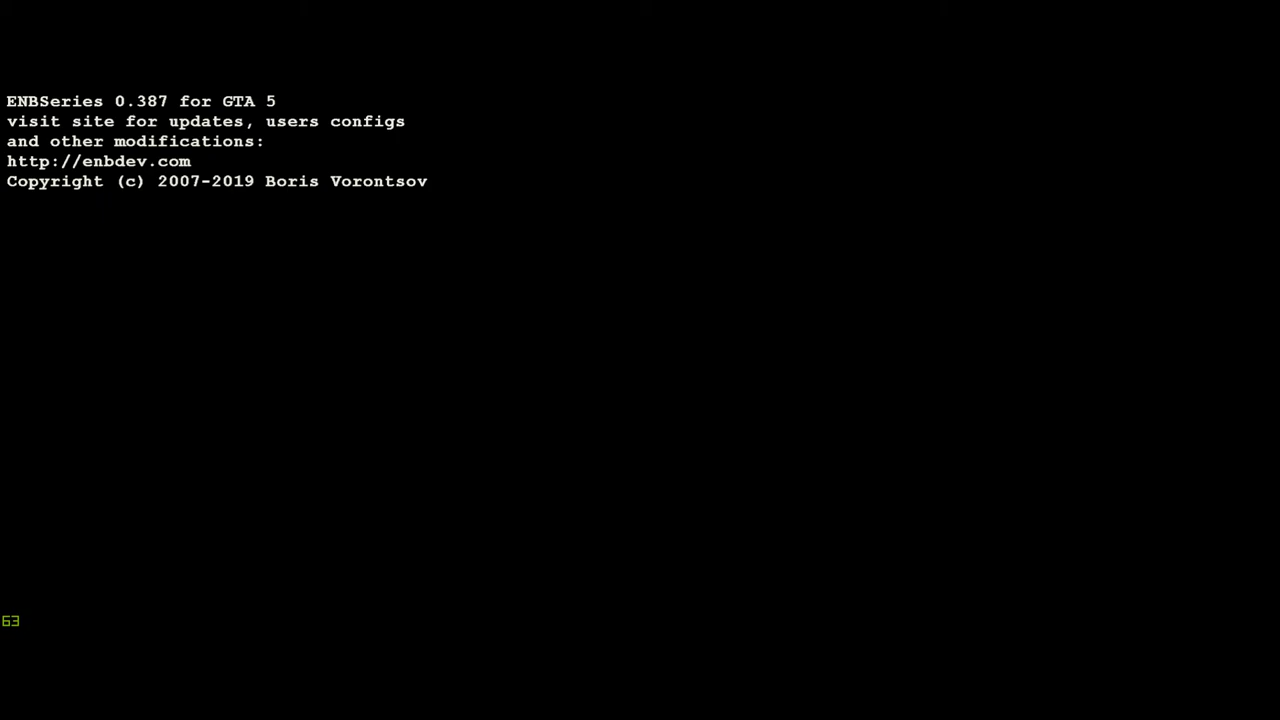 ENBSeries 0.387 for GTA 5
visit site for updates, users configs
and other modifications:
http://enbdev.com
Copyright (c) 2007-2019 Boris Vorontsov
63